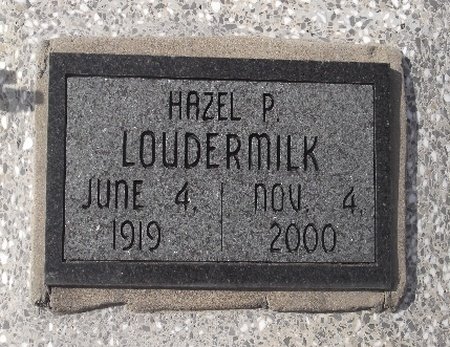 HAZEL P.
LOUDERMILK
JUNE 4, NOV. 4,
1919 2000